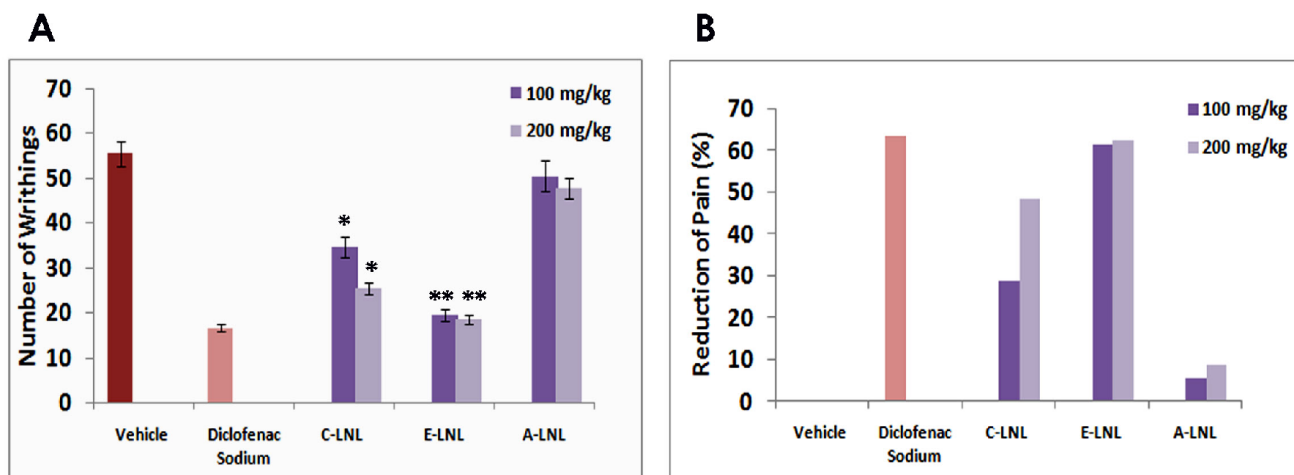 A
Number of Writhings
70
60
50
40
30
20
10
0
100 mg/kg
200 mg/kg
*
*
** **
Vehicle
Diclofenac
Sodium
C-LNL
E-LNL
A-LNL
B
Reduction of Pain (%)
70
60
50
40
30
20
10
0
100 mg/kg
200 mg/kg
Vehicle
Diclofenac
Sodium
C-LNL
E-LNL
A-LNL